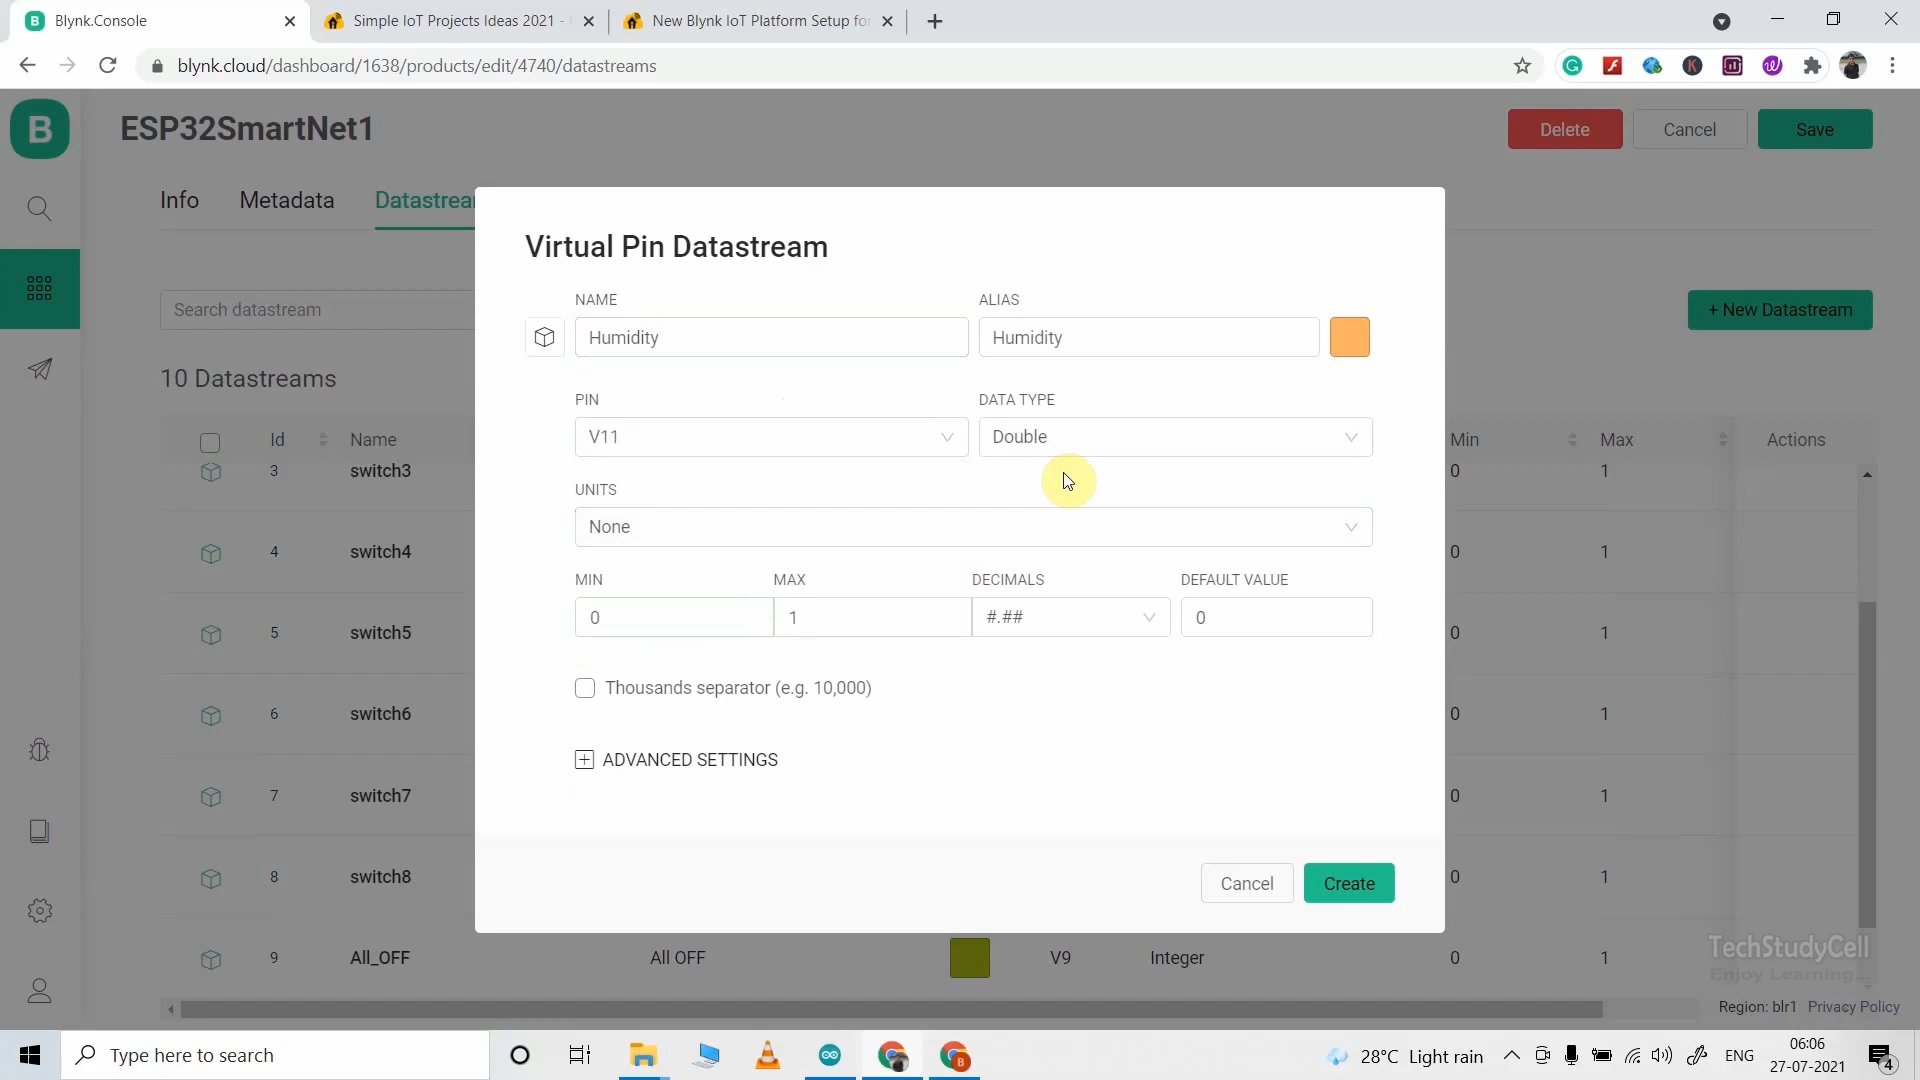 Blynk.Console
Simple IoT Projects Ideas 2021 -
New Blynk IoT Platform Setup for
blynk.cloud/dashboard/1638/products/edit/4740/datastreams
B
ESP32SmartNet1
Delete
Cancel
Save
Info
Metadata
Datastrea
Search datastream
+ New Datastream
10 Datastreams
Id
Name
Min
Max
Actions
3
switch3
0
1
4
switch4
0
1
5
switch5
0
1
6
switch6
0
1
7
switch7
0
1
8
switch8
0
1
9
All_OFF
All OFF
V9
Integer
0
1
Virtual Pin Datastream
NAME
ALIAS
Humidity
Humidity
PIN
DATA TYPE
V11
Double
UNITS
None
MIN
MAX
DECIMALS
DEFAULT VALUE
0
1
#.##
0
Thousands separator (e.g. 10,000)
ADVANCED SETTINGS
Cancel
Create
TechStudyCell
Enjoy Learning...
Region: blr1
Privacy Policy
Type here to search
28°C Light rain
ENG
06:06
27-07-2021
4